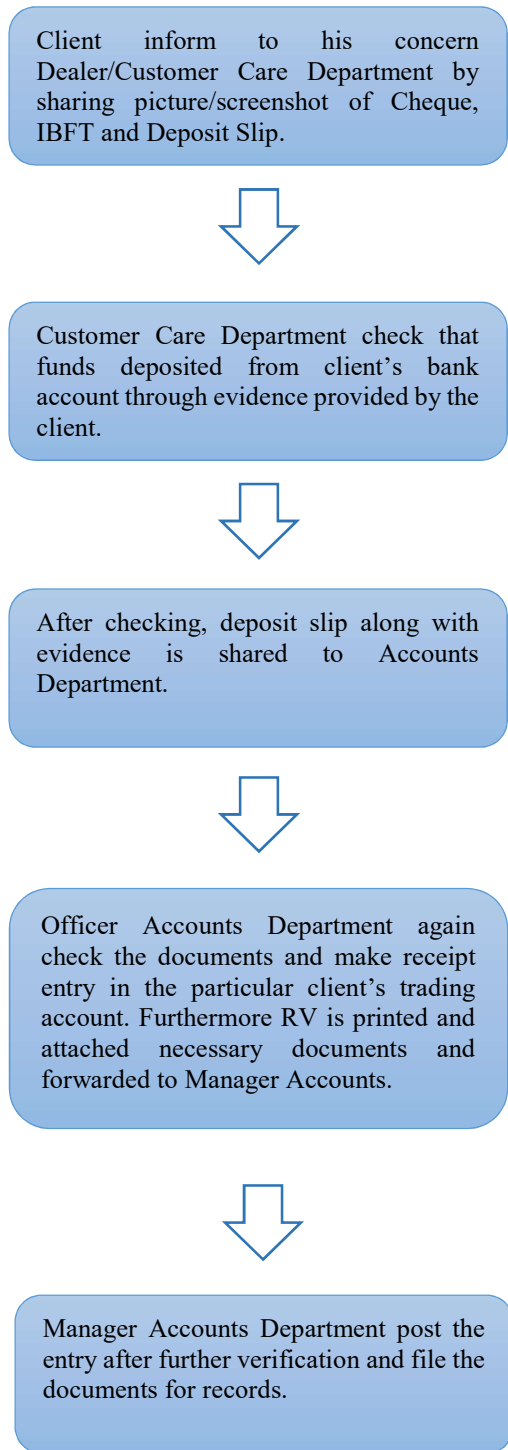 Client inform to his concern
Dealer/Customer Care Department by
sharing picture/screenshot of Cheque,
IBFT and Deposit Slip.
Customer Care Department check that
funds deposited from client’s bank
account through evidence provided by the
client.
After checking, deposit slip along with
evidence is shared to Accounts
Department.
Officer Accounts Department again
check the documents and make receipt
entry in the particular client’s trading
account. Furthermore RV is printed and
attached necessary documents and
forwarded to Manager Accounts.
Manager Accounts Department post the
entry after further verification and file the
documents for records.